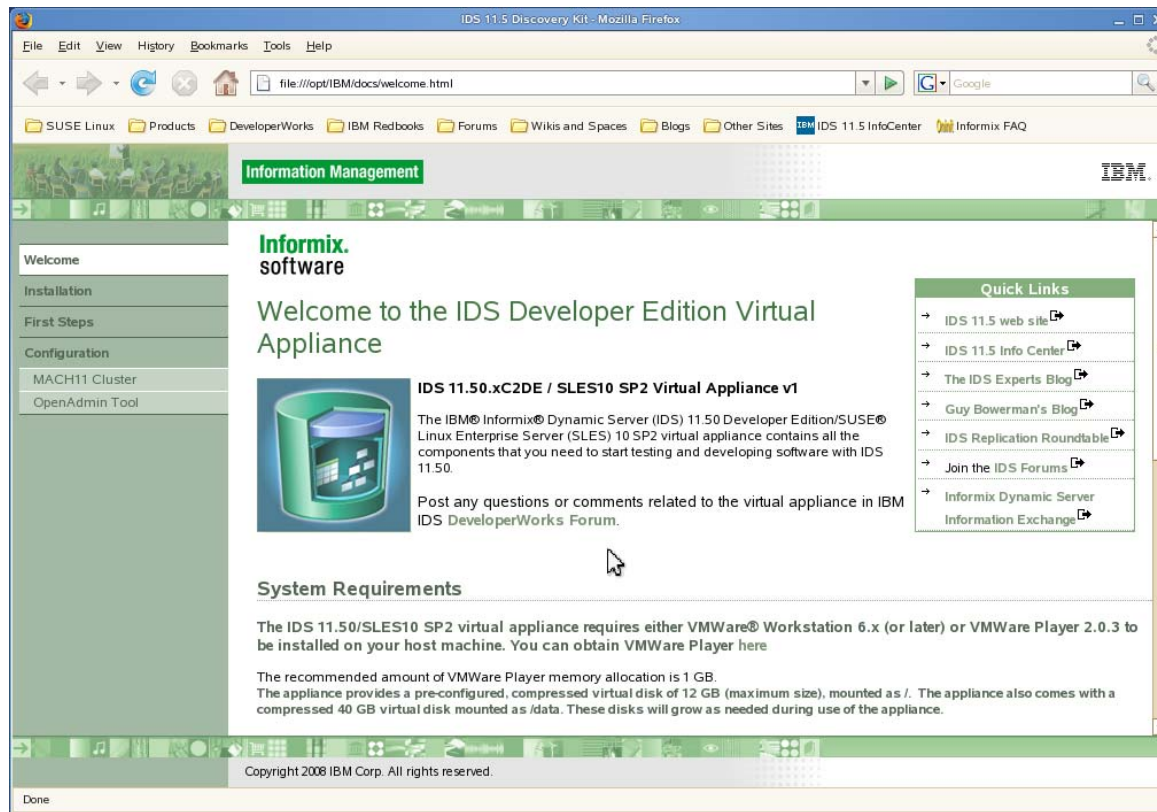 IDS 11.5 Discovery Kit - Mozilla Firefox
File Edit View History Bookmarks Tools Help
file:///opt/IBM/docs/welcome.html
G Google
SUSE Linux Products DeveloperWorks IBM Redbooks Forums Wikis and Spaces Blogs Other Sites IBM IDS 11.5 InfoCenter Informix FAQ
Information Management
IBM.
Welcome
Installation
First Steps
Configuration
MACH11 Cluster
OpenAdmin Tool
Informix.
software
Welcome to the IDS Developer Edition Virtual
Appliance
IDS 11.50.xC2DE / SLES10 SP2 Virtual Appliance v1
The IBM® Informix® Dynamic Server (IDS) 11.50 Developer Edition/SUSE®
Linux Enterprise Server (SLES) 10 SP2 virtual appliance contains all the
components that you need to start testing and developing software with IDS
11.50.
Post any questions or comments related to the virtual appliance in IBM
IDS DeveloperWorks Forum.
Quick Links
IDS 11.5 web site
IDS 11.5 Info Center
The IDS Experts Blog
Guy Bowerman's Blog
IDS Replication Roundtable
Join the IDS Forums
Informix Dynamic Server
Information Exchange
System Requirements
The IDS 11.50/SLES10 SP2 virtual appliance requires either VMWare® Workstation 6.x (or later) or VMWare Player 2.0.3 to
be installed on your host machine. You can obtain VMWare Player here
The recommended amount of VMWare Player memory allocation is 1 GB.
The appliance provides a pre-configured, compressed virtual disk of 12 GB (maximum size), mounted as /. The appliance also comes with a
compressed 40 GB virtual disk mounted as /data. These disks will grow as needed during use of the appliance.
Copyright 2008 IBM Corp. All rights reserved.
Done